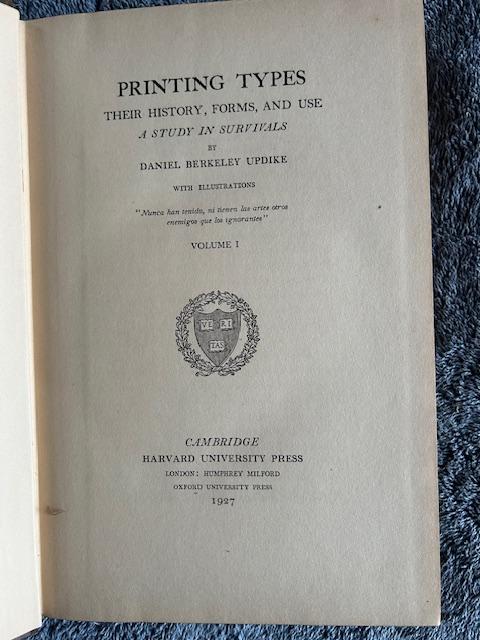 PRINTING TYPES
THEIR HISTORY, FORMS, AND USE
A STUDY IN SURVIVALS
BY
DANIEL BERKELEY UPDIKE
WITH ILLUSTRATIONS
"Nunca han tenido, ni tienen las artes otros
enemigos que los ignorantes"
VOLUME I
VE RI
TAS
CAMBRIDGE
HARVARD UNIVERSITY PRESS
LONDON: HUMPHREY MILFORD
OXFORD UNIVERSITY PRESS
1927